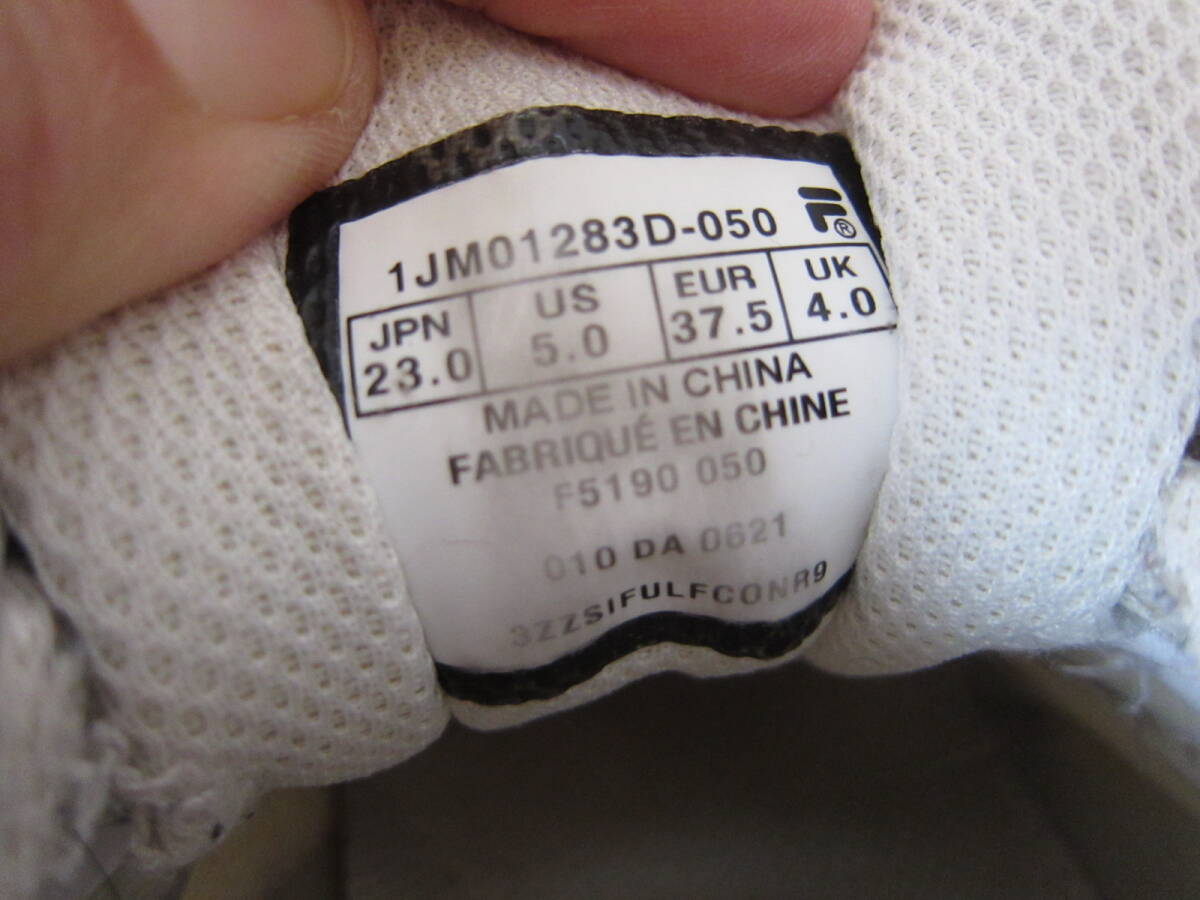 1JM01283D-050 F®
JPN US EUR UK
23.0 5.0 37.5 4.0
MADE IN CHINA
FABRIQUÉ EN CHINE
F5190 050
010 DA 0621
3ZZSIFULFCONR9